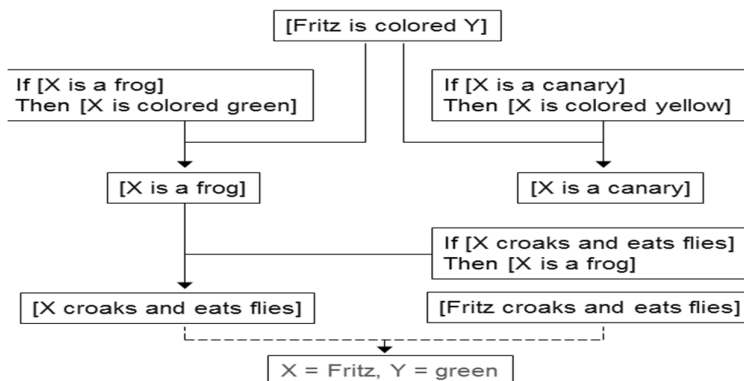 [Fritz is colored Y]
If [X is a frog]
Then [X is colored green]
If [X is a canary]
Then [X is colored yellow]
[X is a frog]
[X is a canary]
If [X croaks and eats flies]
Then [X is a frog]
[X croaks and eats flies]
[Fritz croaks and eats flies]
X = Fritz, Y = green